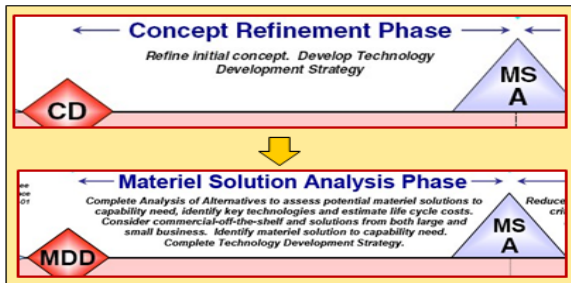 Concept Refinement Phase
Refine initial concept. Develop Technology
Development Strategy
MS
A
CD
Materiel Solution Analysis Phase
Complete Analysis of Alternatives to assess potential materiel solutions to
capability need, identify key technologies and estimate life cycle costs.
Consider commercial-off-the-shelf and solutions from both large and
small business. Identify materiel solution to capability need.
Complete Technology Development Strategy.
MS
A
MDD
Reduce